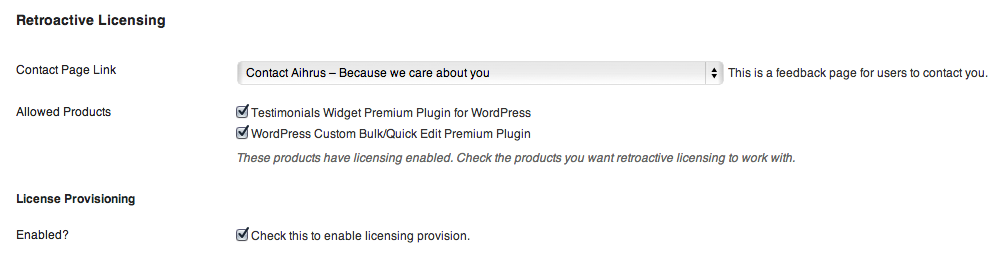 Retroactive Licensing
Contact Page Link
Contact Aihrus – Because we care about you
This is a feedback page for users to contact you.
Allowed Products
Testimonials Widget Premium Plugin for WordPress
WordPress Custom Bulk/Quick Edit Premium Plugin
These products have licensing enabled. Check the products you want retroactive licensing to work with.
License Provisioning
Enabled?
Check this to enable licensing provision.